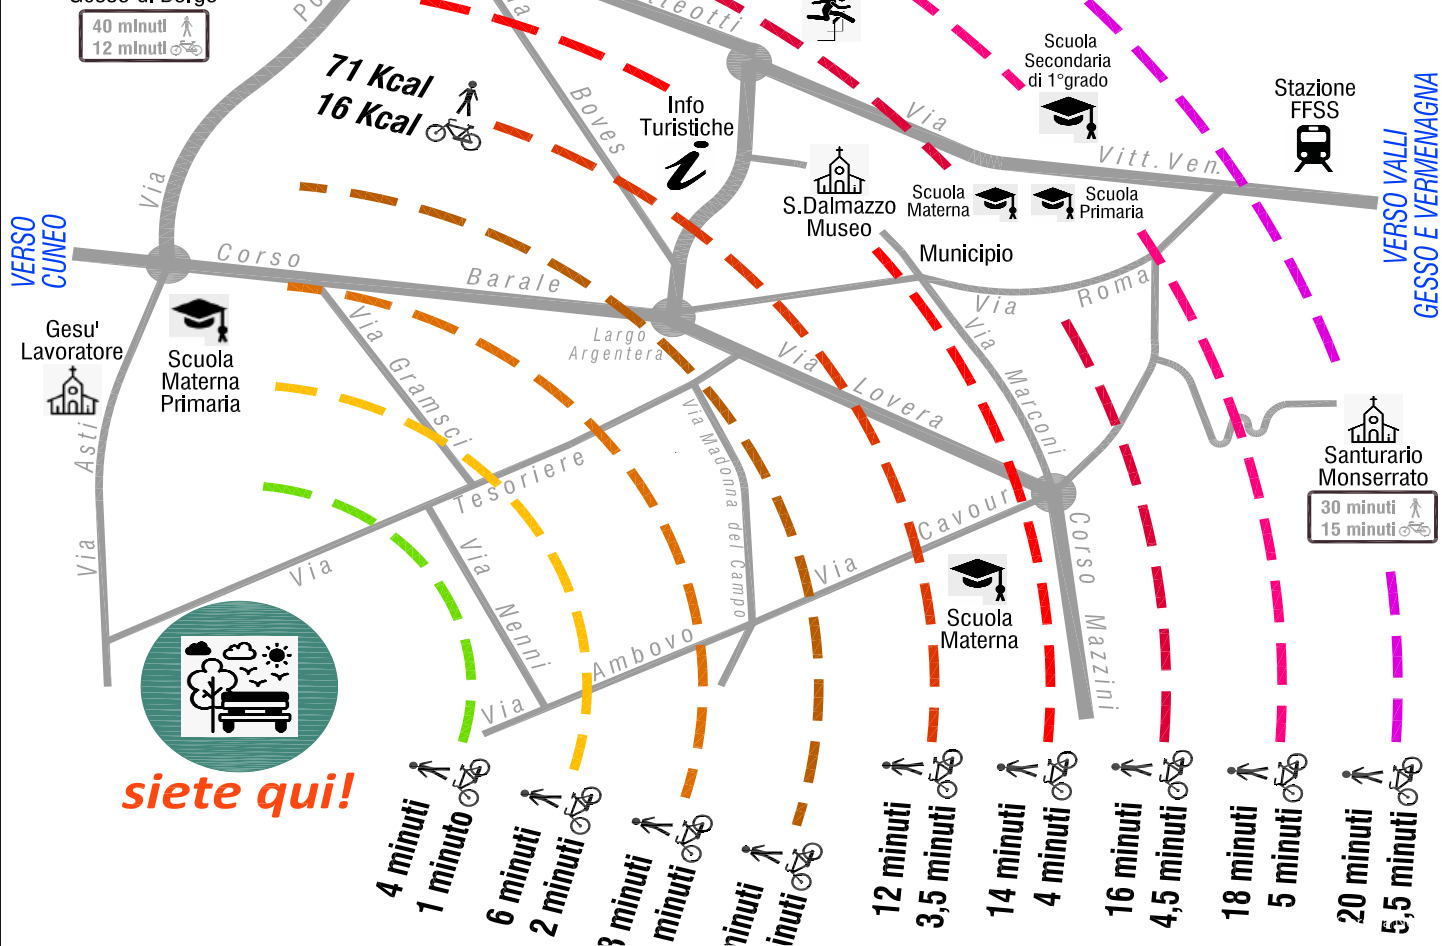 40 minuti
12 minuti
Via
71 Kcal
16 Kcal
Boves
Info
Turistiche
Via
Vitt.Ven.
Scuola
Secondaria
di 1°grado
Stazione
FFSS
VERSO VALLI
GESSO E VERMENAGNA
VERSO
CUNEO
Corso
Barale
S.Dalmazzo
Museo
Scuola
Materna
Scuola
Primaria
Municipio
Via
Roma
Gesu'
Lavoratore
Scuola
Materna
Primaria
Via Gramsci
Largo
Argentera
Via
Lovera
Via
Marconi
Via
Asti
Via
Tesoriere
Via Madonna del Campo
Via
Nenni
Via
Ambovo
Via
Cavour
Santurario
Monserrato
30 minuti
15 minuti
Scuola
Materna
Corso
Mazzini
siete qui!
4 minuti
1 minuto
6 minuti
2 minuti
minuti
minuti
12 minuti
3,5 minuti
14 minuti
4 minuti
16 minuti
4,5 minuti
18 minuti
5 minuti
20 minuti
5,5 minuti